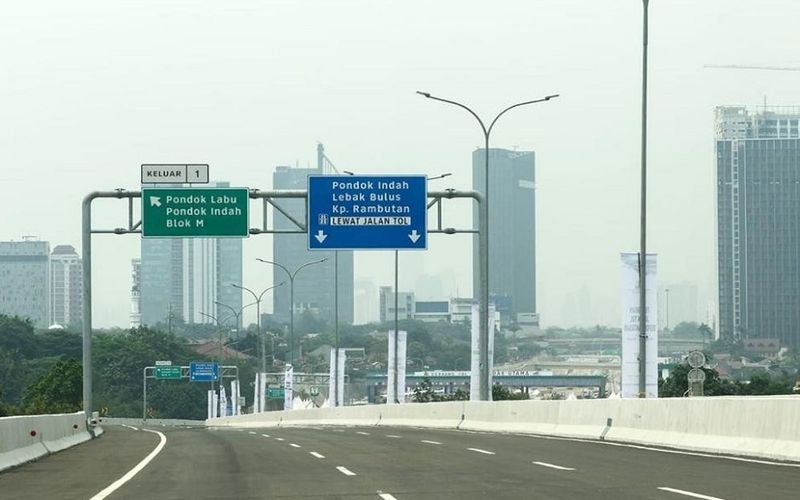 KELUAR 1
Pondok Labu
Pondok Indah
Blok M
Pondok Indah
Lebak Bulus
Kp. Rambutan
LEWAT JALAN TOL